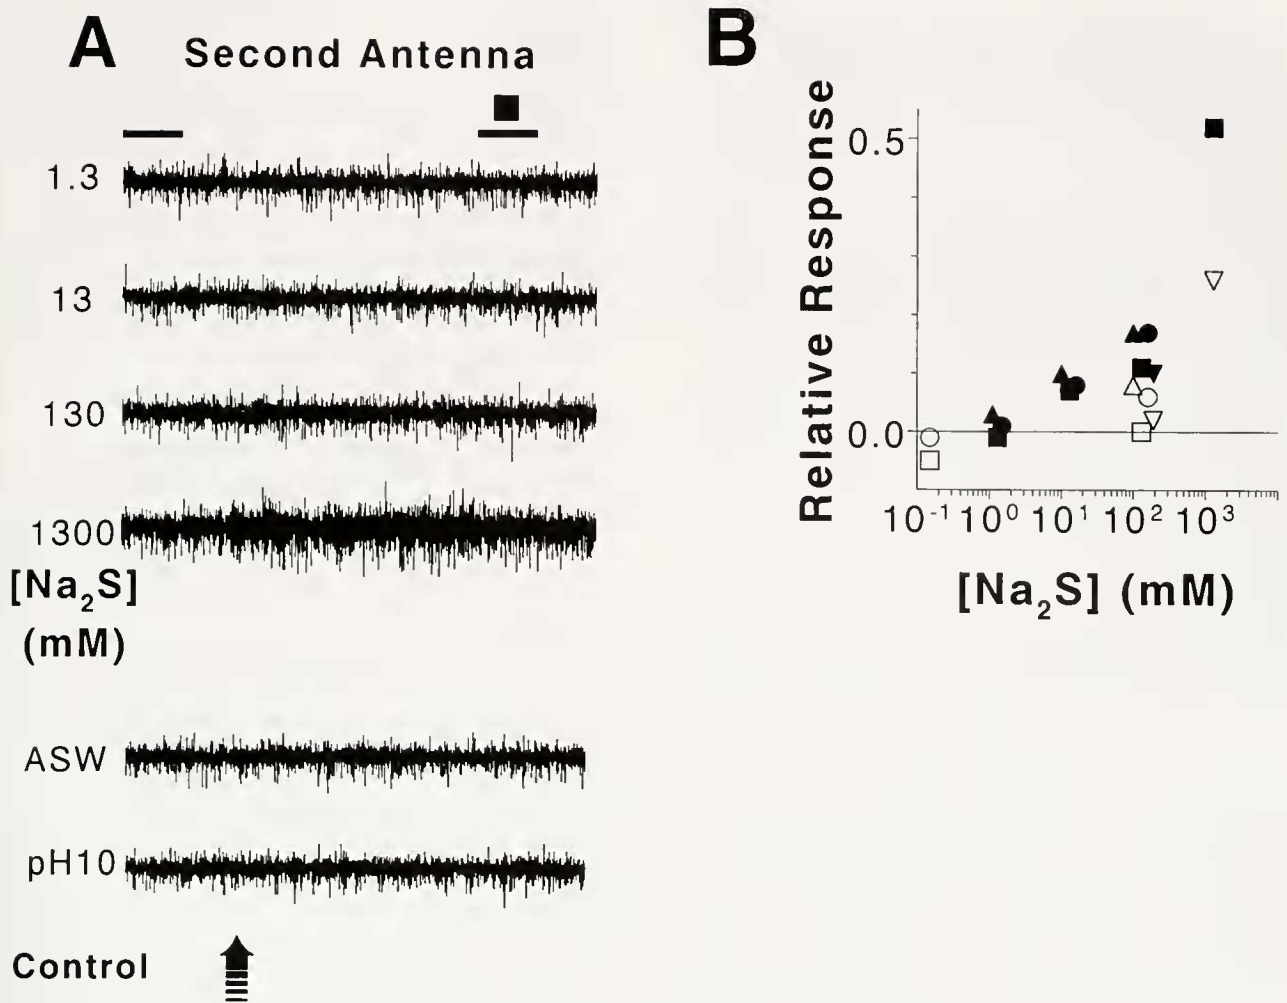 A
Second Antenna
1.3
13
130
1300
[Na₂S]
(mM)
ASW
pH10
Control
B
Relative Response
0.5
0.0
10⁻¹ 10⁰ 10¹ 10² 10³
[Na₂S] (mM)